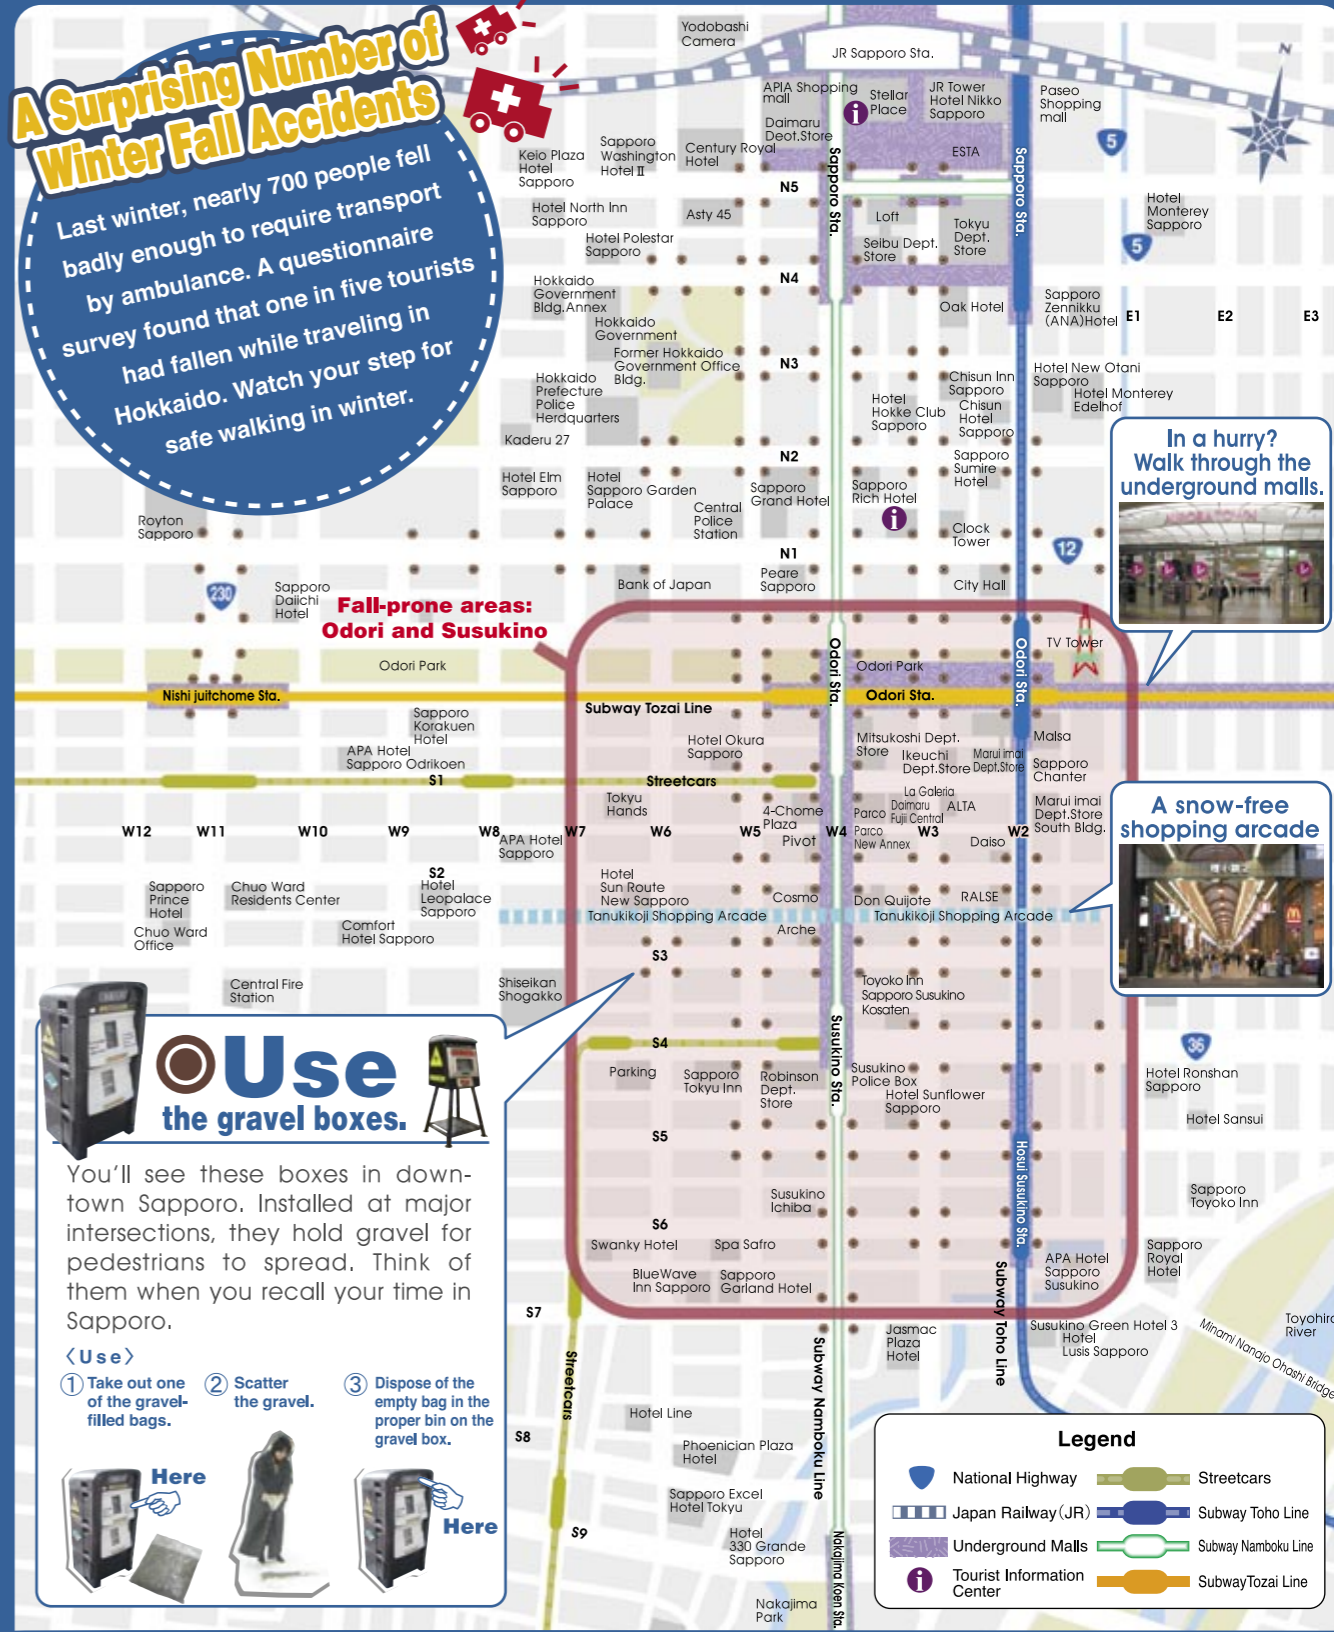 A Surprising Number of
Winter Fall Accidents
Last winter, nearly 700 people fell
badly enough to require transport
by ambulance. A questionnaire
survey found that one in five tourists
had fallen while traveling in
Hokkaido. Watch your step for
safe walking in winter.
Yodobashi
Camera
JR Sapporo Sta.
APIA Shopping
mall
Stellar
Place
JR Tower
Hotel Nikko
Sapporo
Paseo
Shopping
mall
N
Daimaru
Deot.Store
ESTA
5
Keio Plaza
Hotel
Sapporo
Sapporo
Washington
Hotel II
Century Royal
Hotel
Sapporo Sta.
Sapporo Sta.
N5
Hotel North Inn
Sapporo
Asty 45
Loft
Tokyu
Dept.
Store
Hotel
Monterey
Sapporo
Hotel Polestar
Sapporo
Seibu Dept.
Store
5
N4
Hokkaido
Government
Bldg.Annex
Oak Hotel
Sapporo
Zennikku
(ANA)Hotel
E1
E2
E3
Hokkaido
Government
Former Hokkaido
Government Office
Bldg.
N3
Hokkaido
Prefecture
Police
Herdquarters
Chisun Inn
Sapporo
Hotel New Otani
Sapporo
Hotel Monterey
Edelhof
Hotel
Hokke Club
Sapporo
Chisun
Hotel
Sapporo
Kaderu 27
N2
Sapporo
Sumire
Hotel
Hotel Elm
Sapporo
Hotel
Sapporo Garden
Palace
Sapporo
Grand Hotel
Sapporo
Rich Hotel
Central
Police
Station
Clock
Tower
In a hurry?
Walk through the
underground malls.
12
Royton
Sapporo
N1
Bank of Japan
Peare
Sapporo
City Hall
230
Sapporo
Daiichi
Hotel
Fall-prone areas:
Odori and Susukino
TV Tower
Odori Park
Odori Park
Odori Sta.
Odori Sta.
Nishi juitchome Sta.
Odori Sta.
Subway Tozai Line
Sapporo
Korakuen
Hotel
APA Hotel
Sapporo Odrikoen
Hotel Okura
Sapporo
Mitsukoshi Dept.
Store
Ikeuchi
Dept.Store
Marui imai
Dept.Store
Malsa
Sapporo
Chanter
S1
Streetcars
Tokyu
Hands
4-Chome
Plaza
Parco
La Galeria
Daimaru
Fujii Central
ALTA
Marui imai
Dept.Store
South Bldg.
W12
W11
W10
W9
W8
W7
W6
W5
W4
W3
W2
APA Hotel
Sapporo
Pivot
Parco
New Annex
Daiso
A snow-free
shopping arcade
S2
Sapporo
Prince
Hotel
Chuo Ward
Residents Center
Hotel
Leopalace
Sapporo
Hotel
Sun Route
New Sapporo
Cosmo
Don Quijote
RALSE
Tanukikoji Shopping Arcade
Tanukikoji Shopping Arcade
Chuo Ward
Office
Comfort
Hotel Sapporo
Arche
S3
Central Fire
Station
Shiseikan
Shogakko
Toyoko Inn
Sapporo Susukino
Kosaten
Susukino Sta.
S4
36
Parking
Sapporo
Tokyu Inn
Robinson
Dept.
Store
Susukino
Police Box
Hotel Sunflower
Sapporo
Hotel Ronshan
Sapporo
Hotel Sansui
S5
Hosui Susukino Sta.
Susukino
Ichiba
Sapporo
Toyoko Inn
S6
Swanky Hotel
Spa Safro
BlueWave
Inn Sapporo
Sapporo
Garland Hotel
APA Hotel
Sapporo
Susukino
Sapporo
Royal
Hotel
S7
Subway Toho Line
Jasmac
Plaza
Hotel
Susukino Green Hotel 3
Hotel
Lusis Sapporo
Minami Nanajo Ohashi Bridge
River
Streetcars
Subway Namboku Line
Hotel Line
S8
Phoenician Plaza
Hotel
Sapporo Excel
Hotel Tokyu
S9
Hotel
330 Grande
Sapporo
Nakajima
Park
Nakajima Koen Sta.
Use
the gravel boxes.
You'll see these boxes in down-
town Sapporo. Installed at major
intersections, they hold gravel for
pedestrians to spread. Think of
them when you recall your time in
Sapporo.
〈Use〉
① Take out one
of the gravel-
filled bags.
② Scatter
the gravel.
③ Dispose of the
empty bag in the
proper bin on the
gravel box.
Here
Here
Legend
National Highway
Streetcars
Japan Railway(JR)
Subway Toho Line
Underground Malls
Subway Namboku Line
Tourist Information
Center
SubwayTozai Line